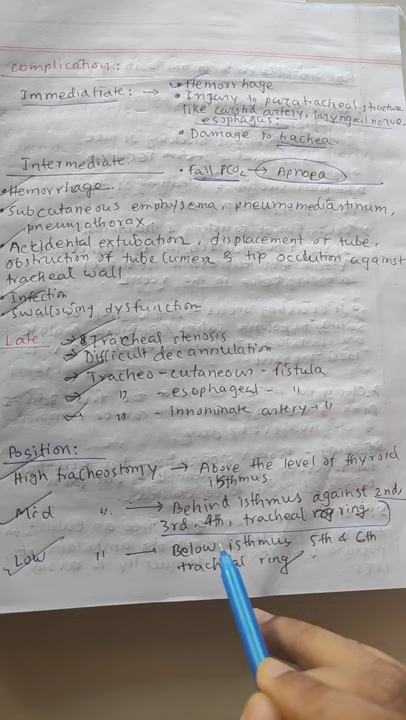 Complication:
Immediatiate: → • Hemorrhage
• Injury to paratracheal structure
like carotid artery, laryngeal nerve.
esophagus.
• Damage to trachea.
Intermediate • Fall PCO2 → Apnoea
• Hemorrhage.
• Subcutaneous emphysema, pneumomediastinum,
pneumothorax.
• Accidental extubation, displacement of tube,
obstruction of tube lumen & tip occlution against
tracheal wall
• Infection
• Swallowing dysfunction
Late → Tracheal stenosis
→ Difficult decannulation
→ Tracheo-cutaneous - fistula
→ " - esophageal - "
→ " - innominate artery - "
Position:
High tracheostomy. → Above the level of thyroid
isthmus.
Mid " → Behind isthmus against 2nd,
3rd, 4th, tracheal ring.
Low " → Below isthmus 5th & 6th
tracheal ring.